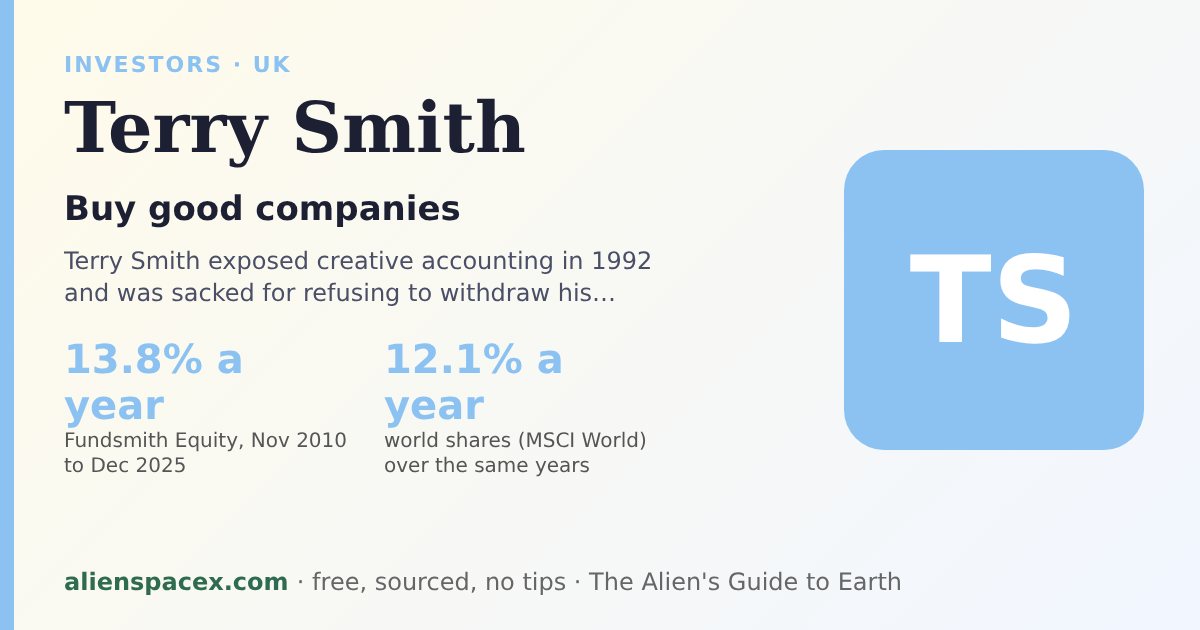 INVESTORS · UK
Terry Smith
Buy good companies
Terry Smith exposed creative accounting in 1992
and was sacked for refusing to withdraw his…
13.8% a
year
Fundsmith Equity, Nov 2010
to Dec 2025
12.1% a
year
world shares (MSCI World)
over the same years
TS
alienspacex.com · free, sourced, no tips · The Alien's Guide to Earth